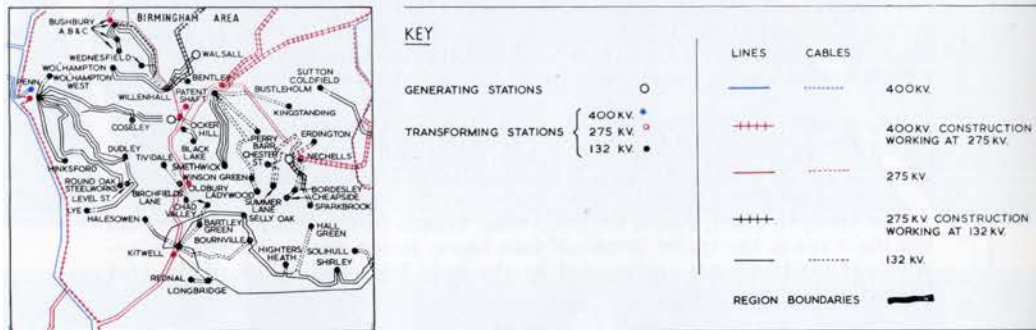 BIRMINGHAM AREA
BUSHBURY
A,B & C
WEDNESFIELD
WOLHAMPTON
WOLHAMPTON
WEST
PENN
WALSALL
BENTLEY
SUTTON
COLDFIELD
WILLENHALL
PATENT
SHAFT
BUSTLEHOLM
KINGSTANDING
COSELEY
OCKER
HILL
ERDINGTON
DUDLEY
BLACK
LAKE
PERRY
BARR
CHESTER
ST.
NECHELLS
TIVIDALE
SMETHWICK
HINKSFORD
WINSON GREEN
ROUND OAK
STEELWORKS
LEVEL ST.
BIRCHFIELDS
LANE
OLDBURY
LADYWOOD
BORDESLEY
CHEAPSIDE
SPARKBROOK
SUMMER
LANE
LYE
CHAD
VALLEY
HALESOWEN
SELLY OAK
BARTLEY
GREEN
BOURNVILLE
HALL
GREEN
KITWELL
HIGHTERS
HEATH
SOLIHULL
SHIRLEY
REDNAL
LONGBRIDGE
KEY
LINES CABLES
GENERATING STATIONS
TRANSFORMING STATIONS
400KV.
275 KV.
132 KV.
400KV.
400KV. CONSTRUCTION
WORKING AT 275KV.
275 KV.
275KV CONSTRUCTION
WORKING AT 132KV.
132 KV.
REGION BOUNDARIES